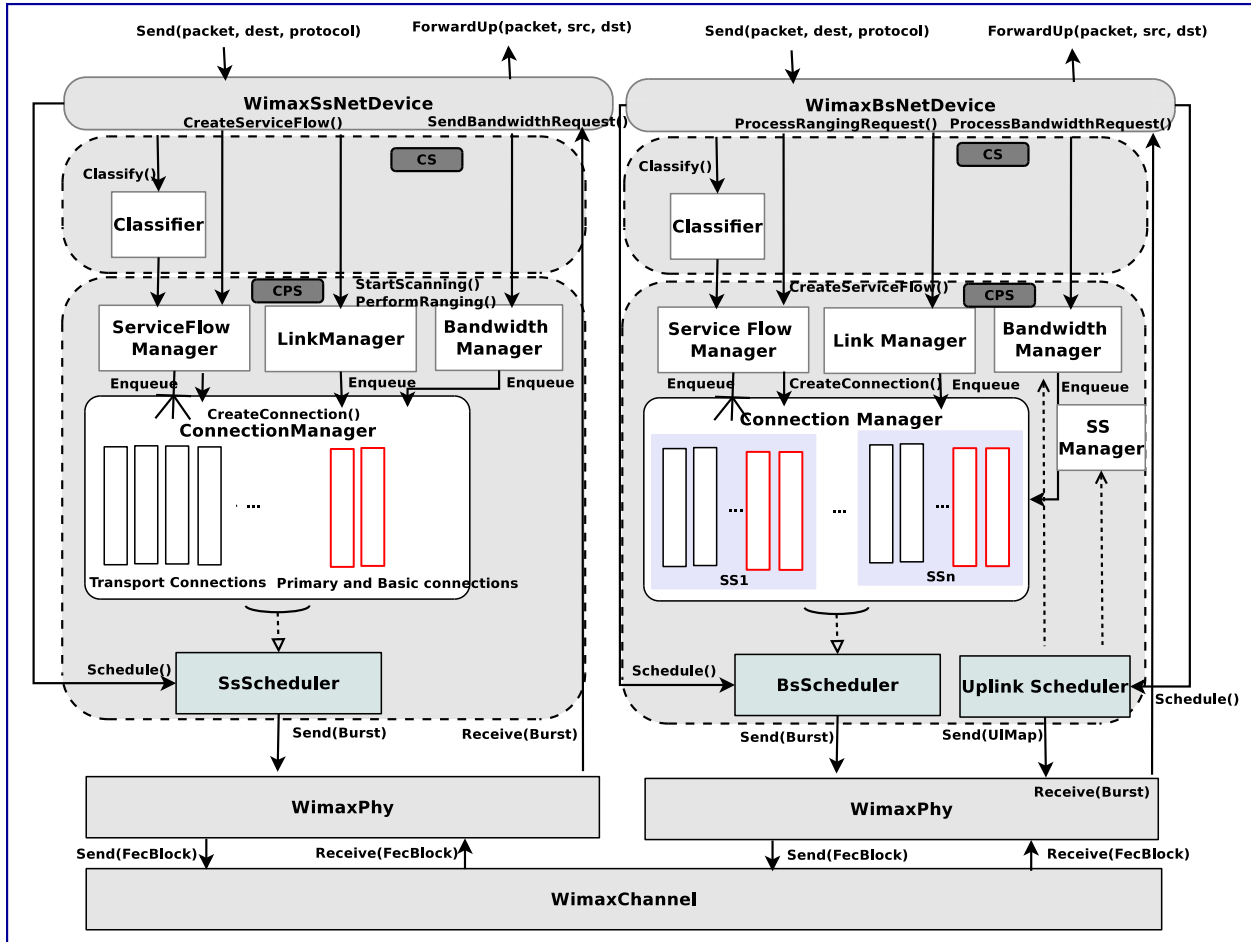 Send(packet, dest, protocol)
ForwardUp(packet, src, dst)
WimaxSsNetDevice
CreateServiceFlow()
SendBandwidthRequest()
CS
Classify()
Classifier
CPS
StartScanning()
PerformRanging()
ServiceFlow
Manager
LinkManager
Bandwidth
Manager
Enqueue
Enqueue
Enqueue
CreateConnection()
ConnectionManager
. ...
Transport Connections
Primary and Basic connections
Schedule()
SsScheduler
Send(Burst)
Receive(Burst)
WimaxPhy
Send(FecBlock)
Receive(FecBlock)
Send(packet, dest, protocol)
ForwardUp(packet, src, dst)
WimaxBsNetDevice
ProcessRangingRequest()
ProcessBandwidthRequest()
CS
Classify()
Classifier
CreateServiceFlow()
CPS
Service Flow
Manager
Link Manager
Bandwidth
Manager
Enqueue
CreateConnection()
Enqueue
Enqueue
Connection Manager
SS
Manager
...
...
...
SS1
SSn
Schedule()
BsScheduler
Uplink Scheduler
Schedule()
Send(Burst)
Send(UlMap)
Receive(Burst)
WimaxPhy
Send(FecBlock)
Receive(FecBlock)
WimaxChannel